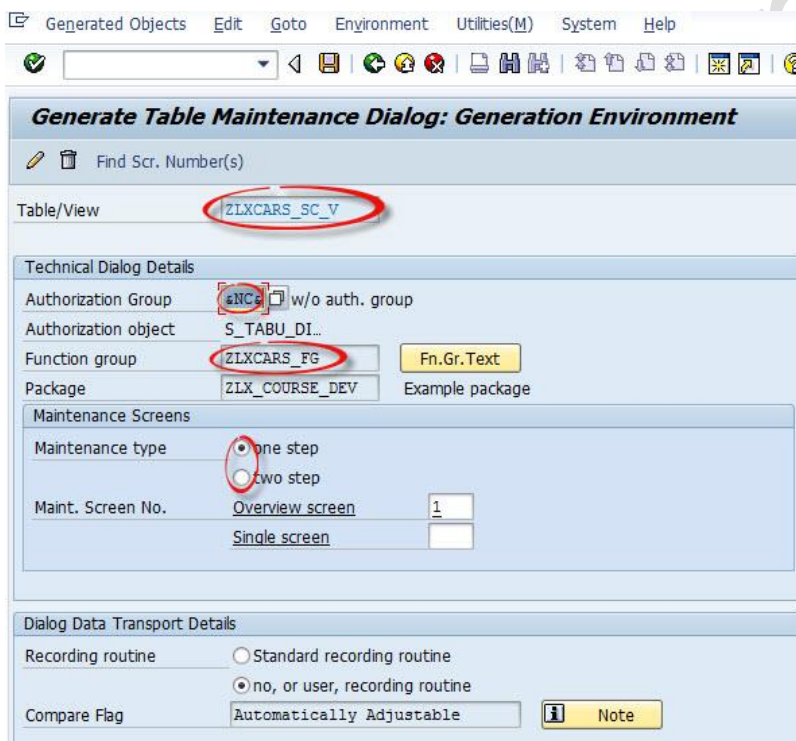 Generated Objects Edit Goto Environment Utilities(M) System Help
Generate Table Maintenance Dialog: Generation Environment
Find Scr. Number(s)
Table/View ZLXCARS_SC_V
Technical Dialog Details
Authorization Group &NC& w/o auth. group
Authorization object S_TABU_DI…
Function group ZLXCARS_FG Fn.Gr.Text
Package ZLX_COURSE_DEV Example package
Maintenance Screens
Maintenance type one step
two step
Maint. Screen No. Overview screen 1
Single screen
Dialog Data Transport Details
Recording routine Standard recording routine
no, or user, recording routine
Compare Flag Automatically Adjustable Note